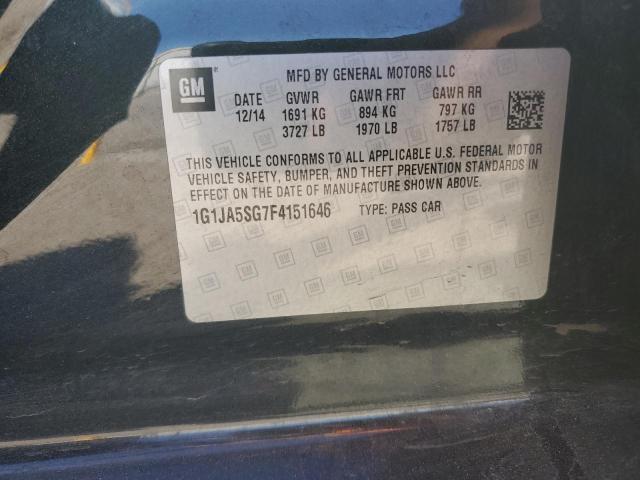 GM
MFD BY GENERAL MOTORS LLC
DATE GVWR GAWR FRT GAWR RR
12/14 1691 KG 894 KG 797 KG
3727 LB 1970 LB 1757 LB
THIS VEHICLE CONFORMS TO ALL APPLICABLE U.S. FEDERAL MOTOR
VEHICLE SAFETY, BUMPER, AND THEFT PREVENTION STANDARDS IN
EFFECT ON THE DATE OF MANUFACTURE SHOWN ABOVE.
1G1JA5SG7F4151646 TYPE: PASS CAR